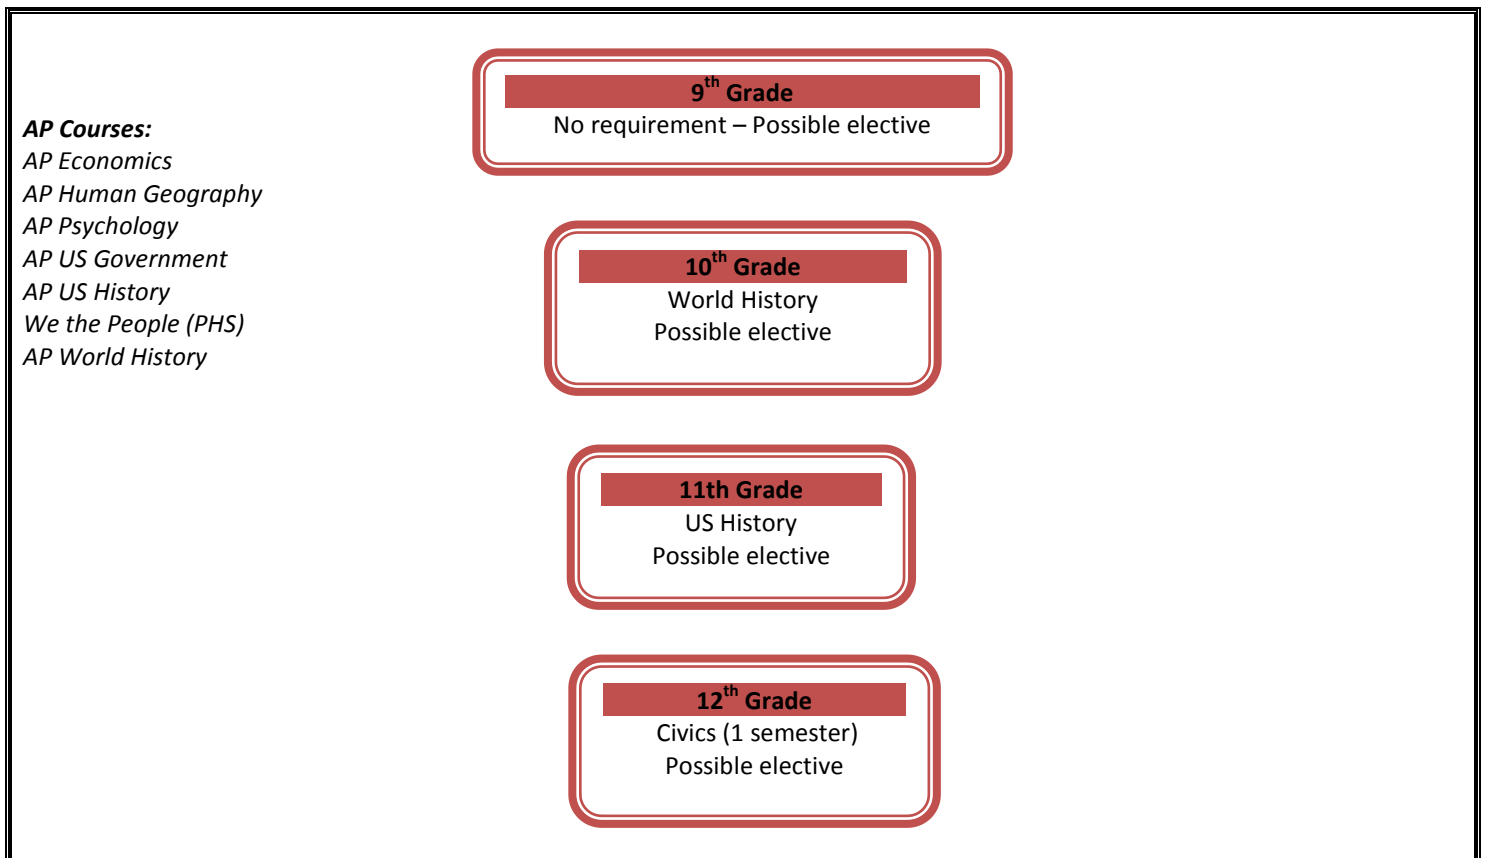 AP Courses:
AP Economics
AP Human Geography
AP Psychology
AP US Government
AP US History
We the People (PHS)
AP World History
9th Grade
No requirement – Possible elective
10th Grade
World History
Possible elective
11th Grade
US History
Possible elective
12th Grade
Civics (1 semester)
Possible elective